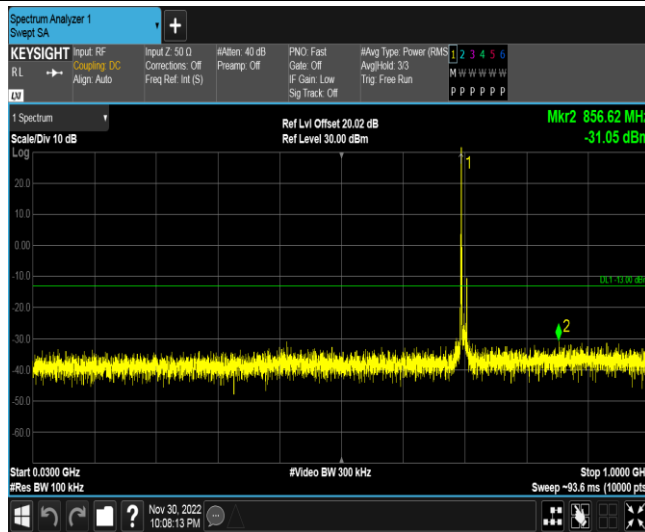 Spectrum Analyzer 1
Swept SA
+
KEYSIGHT
RL
LXI
Input: RF
Coupling: DC
Align: Auto
Input Z: 50 Ω
Corrections: Off
Freq Ref: Int (S)
#Atten: 40 dB
Preamp: Off
PNO: Fast
Gate: Off
IF Gain: Low
Sig Track: Off
#Avg Type: Power (RMS
Avg|Hold: 3/3
Trig: Free Run
1 2 3 4 5 6
M W W W W W
P P P P P P
1 Spectrum
Scale/Div 10 dB
Log
Ref Lvl Offset 20.02 dB
Ref Level 30.00 dBm
Mkr2 856.62 MHz
-31.05 dBm
20.0
10.0
0.00
-10.0
-20.0
-30.0
-40.0
-50.0
-60.0
1
DL1 -13.00 dBm
2
Start 0.0300 GHz
#Res BW 100 kHz
#Video BW 300 kHz
Stop 1.0000 GH
Sweep ~93.6 ms (10000 pts
?
Nov 30, 2022
10:08:13 PM